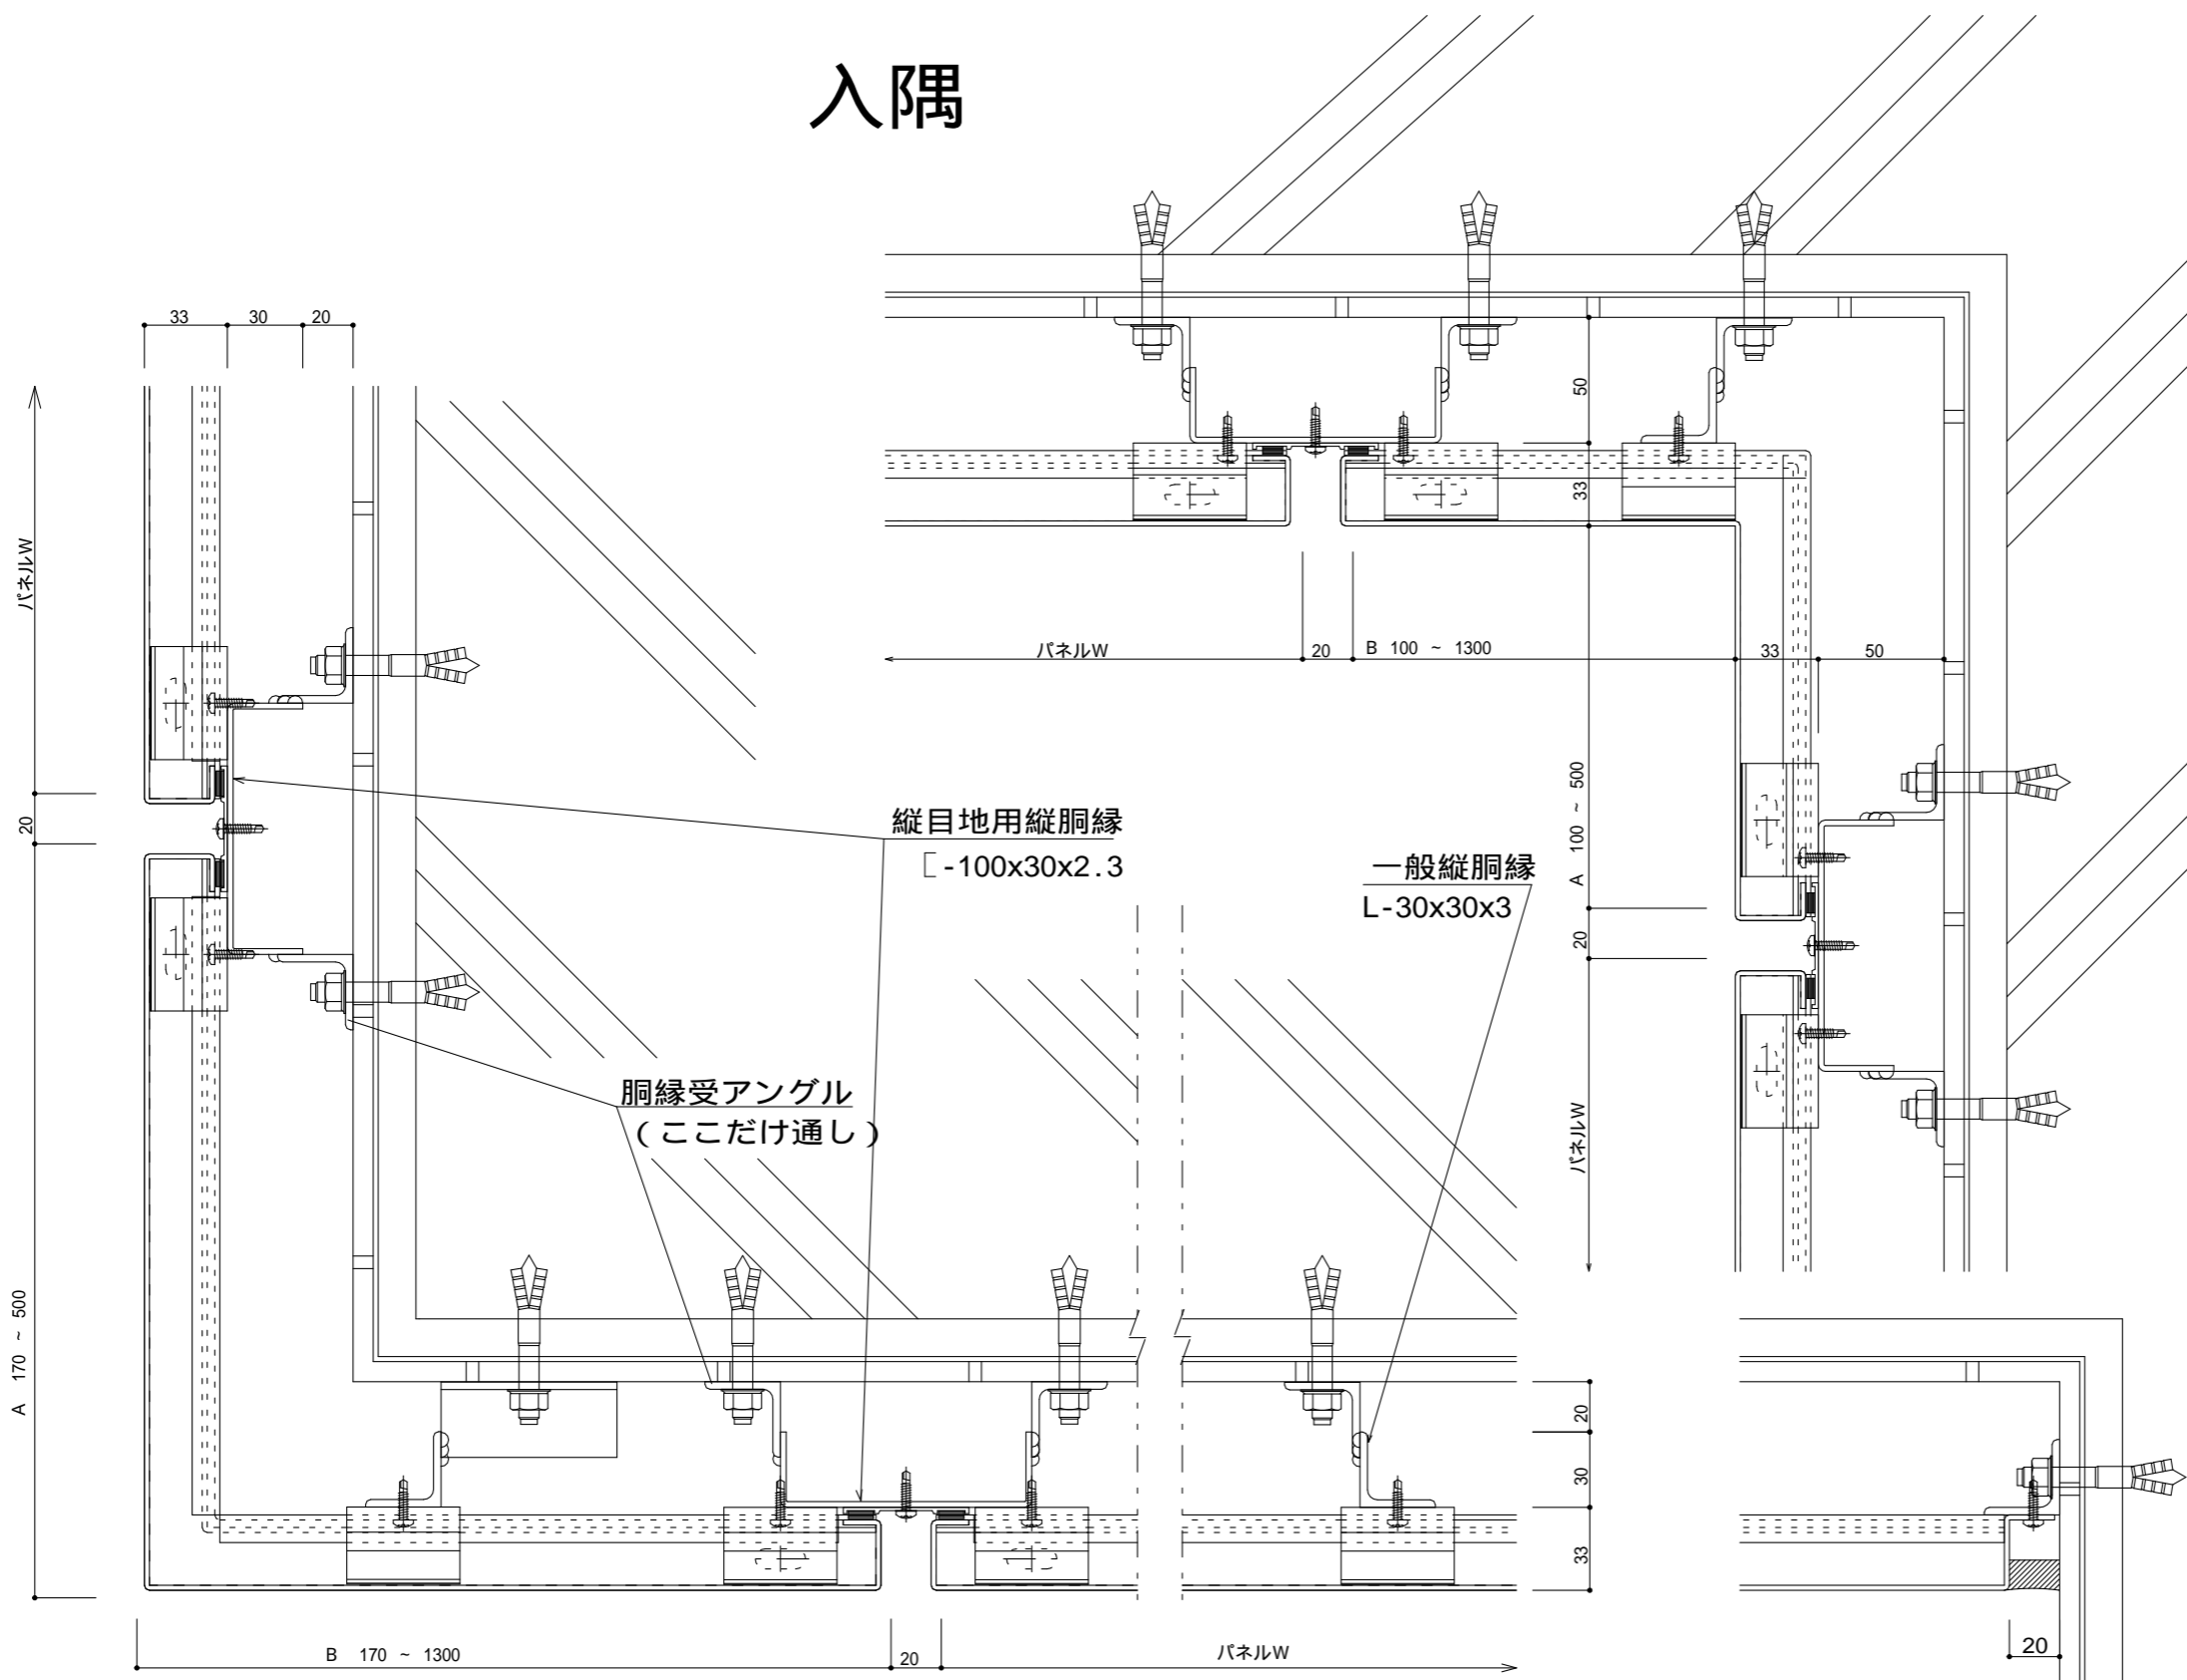 入隅
33 30 20
50
33
パネルW
パネルW 20 B 100 ~ 1300 33 50
20
縦目地用縦胴縁
[-100x30x2.3
一般縦胴縁
L-30x30x3
A 100 ~ 500
20
胴縁受アングル
(ここだけ通し)
パネルW
A 170 ~ 500
20
30
33
B 170 ~ 1300 20 パネルW
20